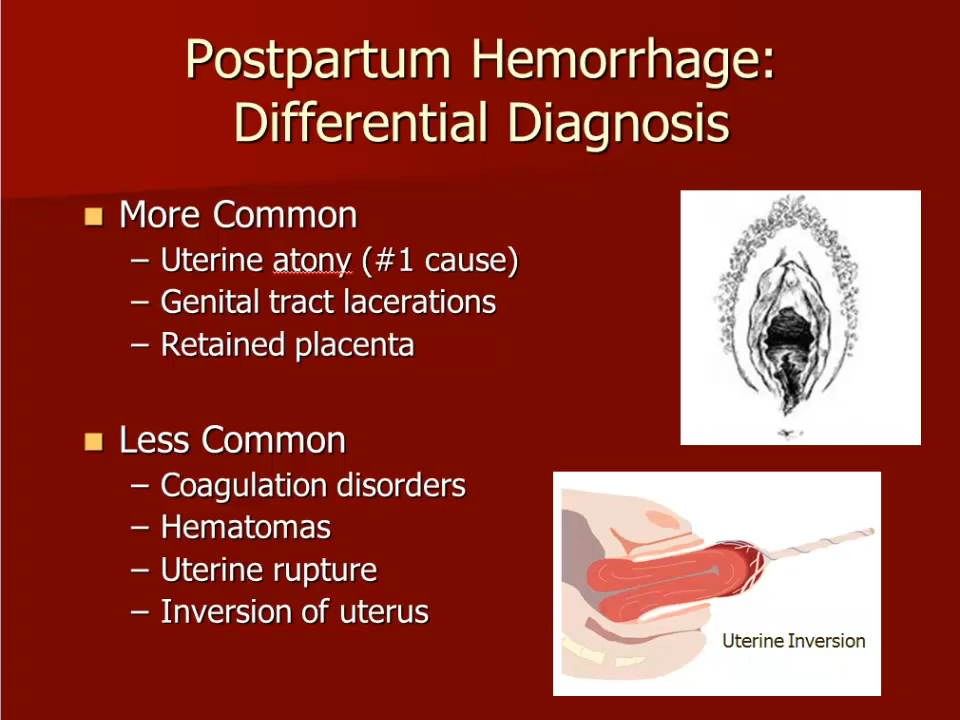 Postpartum Hemorrhage:
Differential Diagnosis
More Common
– Uterine atony (#1 cause)
– Genital tract lacerations
– Retained placenta
Less Common
– Coagulation disorders
– Hematomas
– Uterine rupture
– Inversion of uterus
Uterine Inversion